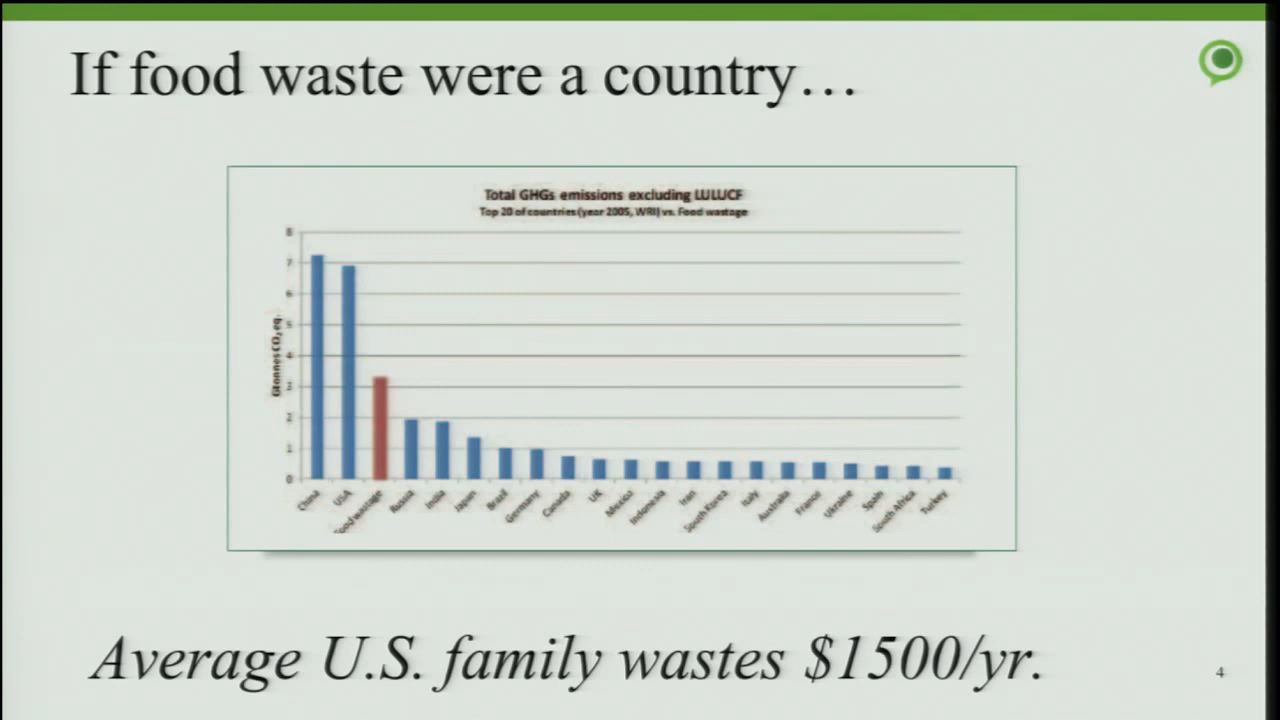 If food waste were a country…
Total GHGs emissions excluding LULUCF
Top 20 of countries (year 2005, WRI) vs. Food wastage
Gtonnes CO₂ eq.
8
7
6
5
4
3
2
1
0
China
USA
Food wastage
Russia
India
Japan
Brazil
Germany
Canada
UK
Mexico
Indonesia
Iran
South Korea
Italy
Australia
France
Ukraine
Spain
South Africa
Turkey
Average U.S. family wastes $1500/yr.
4